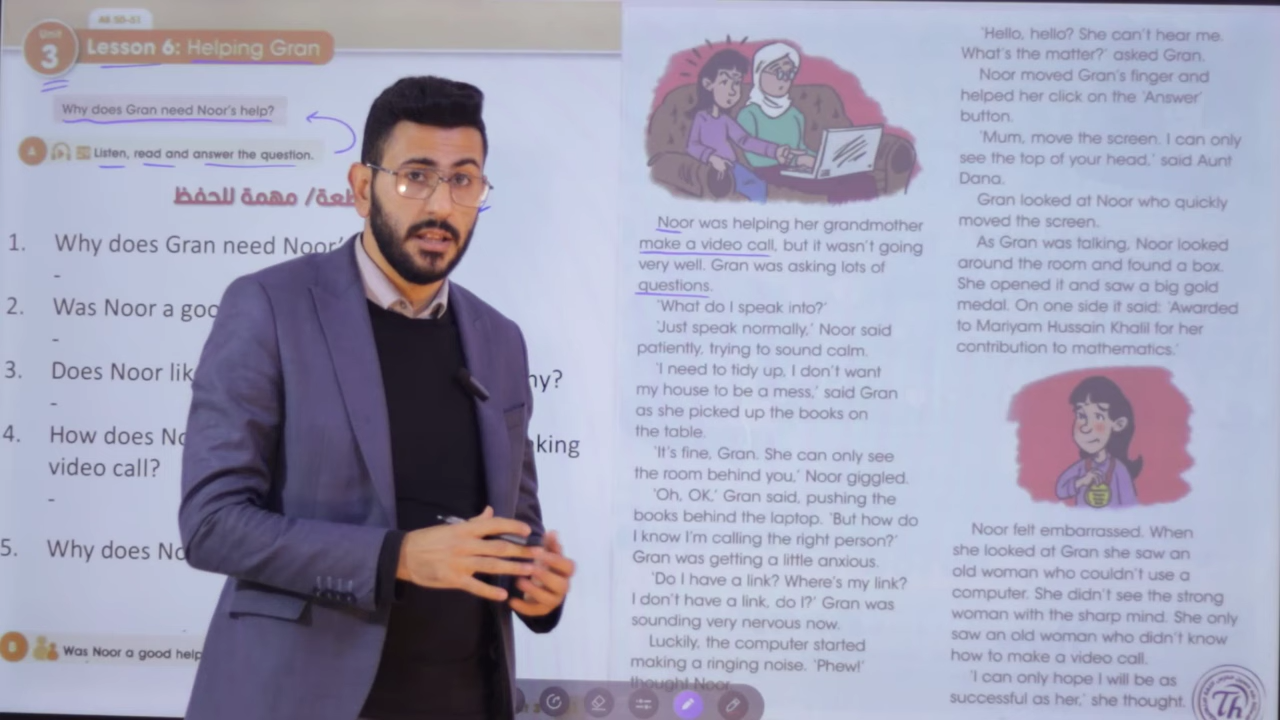 AB 50-51
Unit
3
Lesson 6: Helping Gran
Why does Gran need Noor's help?
A
Listen, read and answer the question.
مهمة للحفظ
1. Why does Gran need Noor'
-
2. Was Noor a goo
-
3. Does Noor lik
hy?
-
4. How does No
king
video call?
-
5. Why does No
B
Was Noor a good help
Noor was helping her grandmother
make a video call, but it wasn't going
very well. Gran was asking lots of
questions.
'What do I speak into?'
'Just speak normally,' Noor said
patiently, trying to sound calm.
'I need to tidy up. I don't want
my house to be a mess,' said Gran
as she picked up the books on
the table.
'It's fine, Gran. She can only see
the room behind you,' Noor giggled.
'Oh, OK,' Gran said, pushing the
books behind the laptop. 'But how do
I know I'm calling the right person?'
Gran was getting a little anxious.
'Do I have a link? Where's my link?
I don't have a link, do I?' Gran was
sounding very nervous now.
Luckily, the computer started
making a ringing noise. 'Phew!'
thought Noor.
'Hello, hello? She can't hear me.
What's the matter?' asked Gran.
Noor moved Gran's finger and
helped her click on the 'Answer'
button.
'Mum, move the screen. I can only
see the top of your head,' said Aunt
Dana.
Gran looked at Noor who quickly
moved the screen.
As Gran was talking, Noor looked
around the room and found a box.
She opened it and saw a big gold
medal. On one side it said: 'Awarded
to Mariyam Hussain Khalil for her
contribution to mathematics.'
Noor felt embarrassed. When
she looked at Gran she saw an
old woman who couldn't use a
computer. She didn't see the strong
woman with the sharp mind. She only
saw an old woman who didn't know
how to make a video call.
'I can only hope I will be as
successful as her,' she thought.
Th